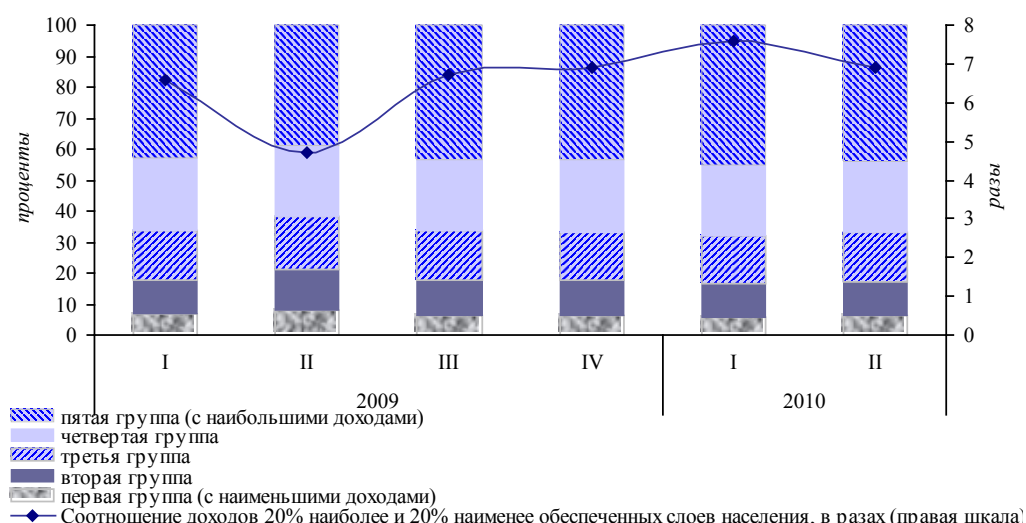 100
90
80
70
60
50
40
30
20
10
0
проценты
8
7
6
5
4
3
2
1
0
разы
I II III IV I II
2009 2010
пятая группа (с наибольшими доходами)
четвертая группа
третья группа
вторая группа
первая группа (с наименьшими доходами)
Соотношение доходов 20% наиболее и 20% наименее обеспеченных слоев населения, в разах (правая шкала)